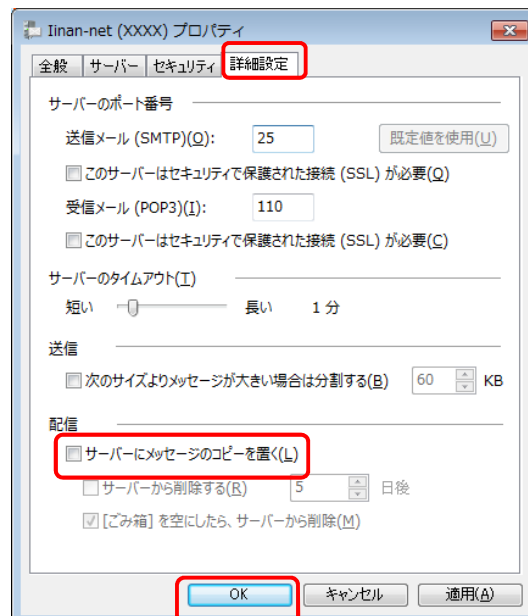 Iinan-net (XXXX) プロパティ
全般 サーバー セキュリティ 詳細設定
サーバーのポート番号
送信メール (SMTP)(O): 25 既定値を使用(U)
このサーバーはセキュリティで保護された接続 (SSL) が必要(Q)
受信メール (POP3)(I): 110
このサーバーはセキュリティで保護された接続 (SSL) が必要(C)
サーバーのタイムアウト(T)
短い 長い 1 分
送信
次のサイズよりメッセージが大きい場合は分割する(B) 60 KB
配信
サーバーにメッセージのコピーを置く(L)
サーバーから削除する(R) 5 日後
[ごみ箱] を空にしたら、サーバーから削除(M)
OK キャンセル 適用(A)